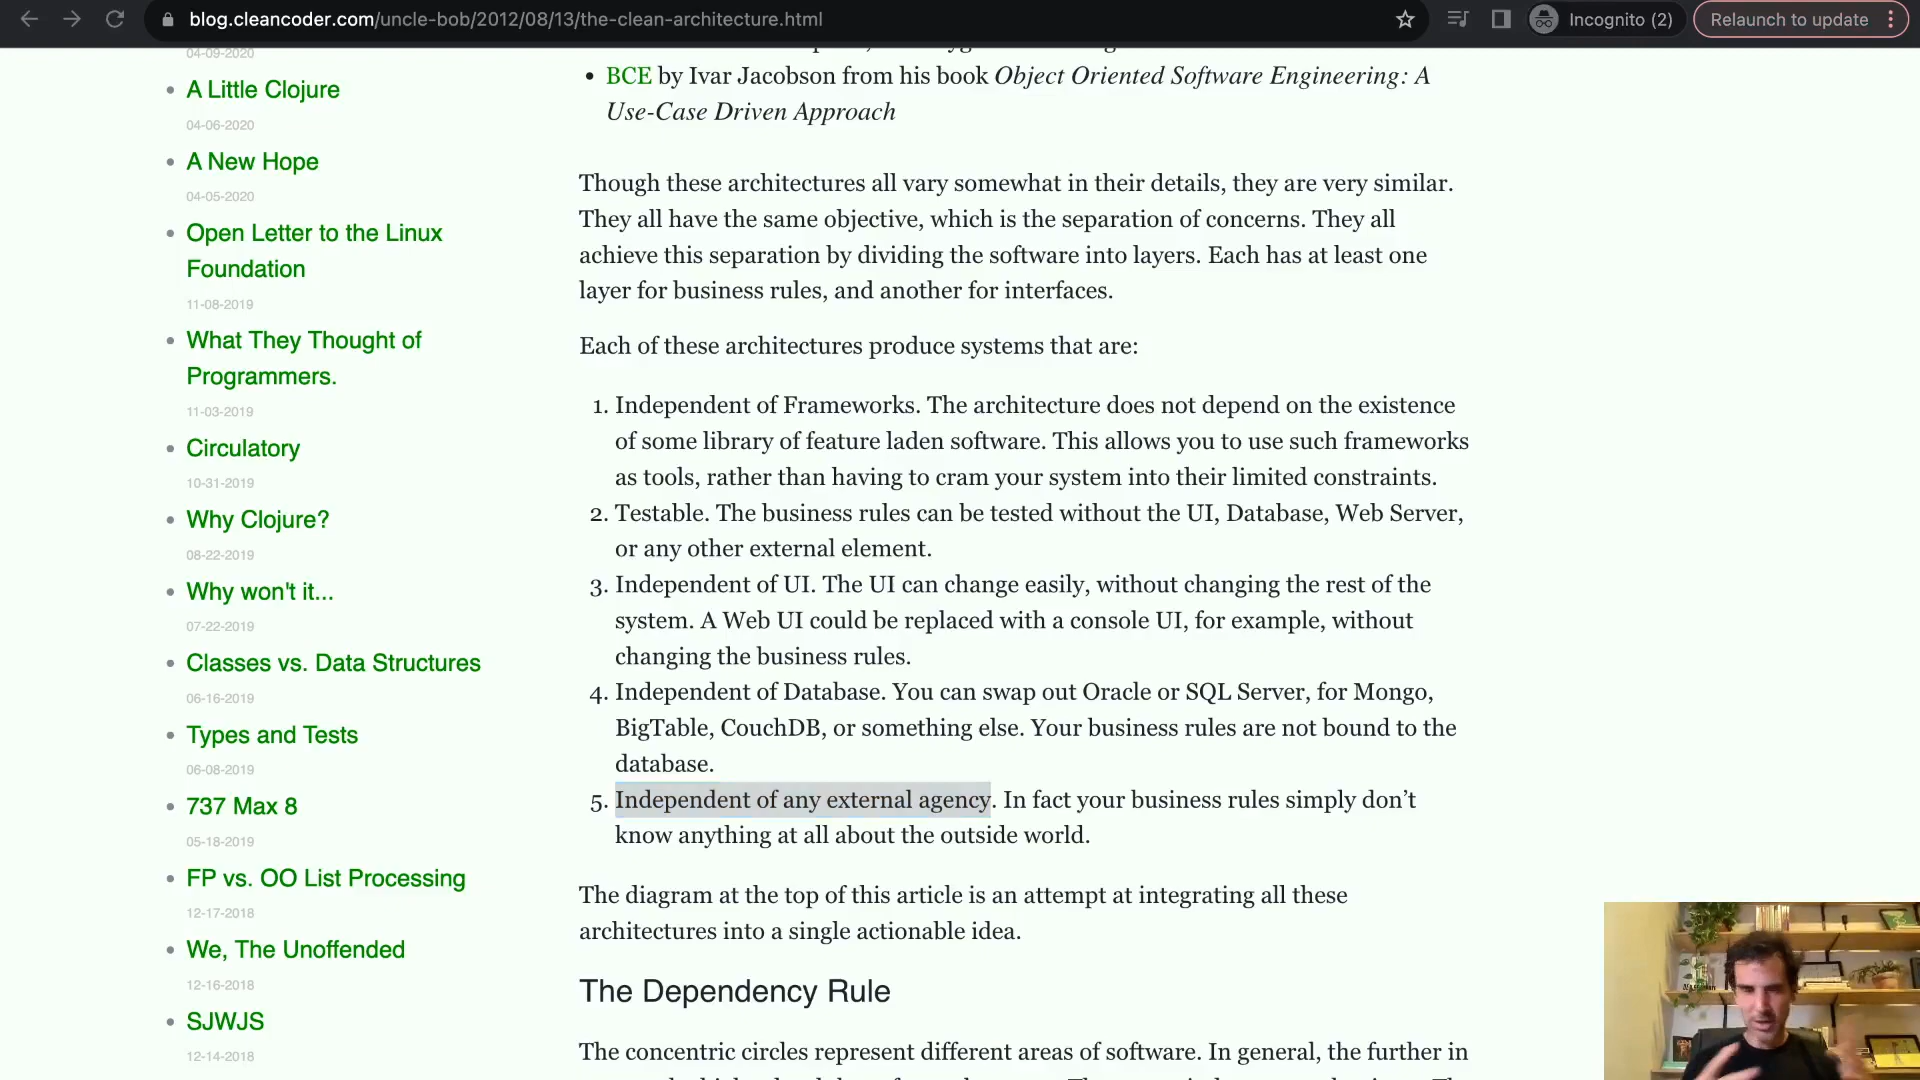 blog.cleancoder.com/uncle-bob/2012/08/13/the-clean-architecture.html
Incognito (2)
Relaunch to update
04-09-2020
A Little Clojure
04-06-2020
A New Hope
04-05-2020
Open Letter to the Linux
Foundation
11-08-2019
What They Thought of
Programmers.
11-03-2019
Circulatory
10-31-2019
Why Clojure?
08-22-2019
Why won't it...
07-22-2019
Classes vs. Data Structures
06-16-2019
Types and Tests
06-08-2019
737 Max 8
05-18-2019
FP vs. OO List Processing
12-17-2018
We, The Unoffended
12-16-2018
SJWJS
12-14-2018
• BCE by Ivar Jacobson from his book Object Oriented Software Engineering: A
Use-Case Driven Approach
Though these architectures all vary somewhat in their details, they are very similar.
They all have the same objective, which is the separation of concerns. They all
achieve this separation by dividing the software into layers. Each has at least one
layer for business rules, and another for interfaces.
Each of these architectures produce systems that are:
1. Independent of Frameworks. The architecture does not depend on the existence
of some library of feature laden software. This allows you to use such frameworks
as tools, rather than having to cram your system into their limited constraints.
2. Testable. The business rules can be tested without the UI, Database, Web Server,
or any other external element.
3. Independent of UI. The UI can change easily, without changing the rest of the
system. A Web UI could be replaced with a console UI, for example, without
changing the business rules.
4. Independent of Database. You can swap out Oracle or SQL Server, for Mongo,
BigTable, CouchDB, or something else. Your business rules are not bound to the
database.
5. Independent of any external agency. In fact your business rules simply don’t
know anything at all about the outside world.
The diagram at the top of this article is an attempt at integrating all these
architectures into a single actionable idea.
The Dependency Rule
The concentric circles represent different areas of software. In general, the further in